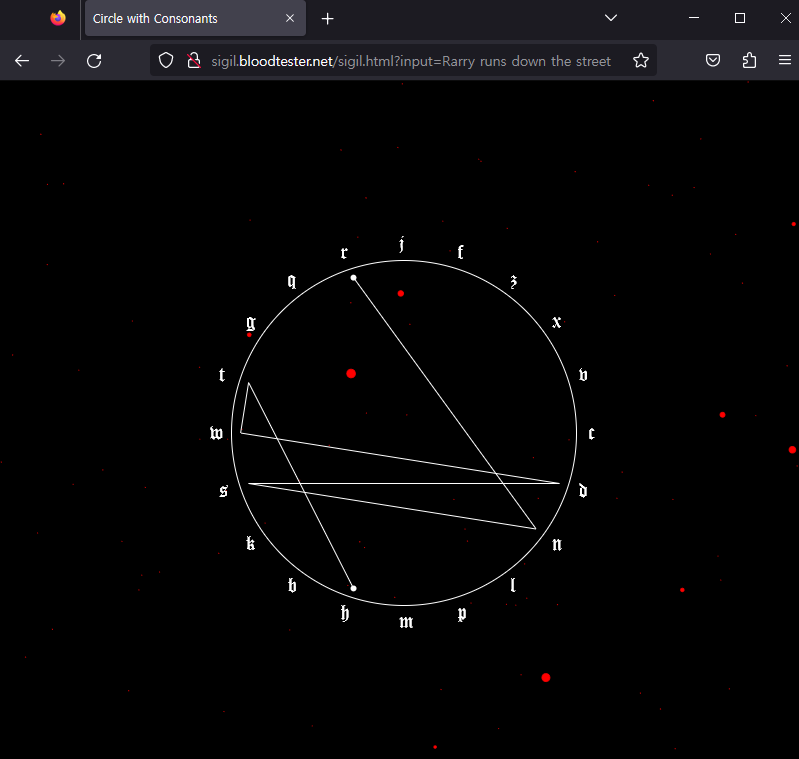 Circle with Consonants
sigil.bloodtester.net/sigil.html?input=Rarry runs down the street
j
r f
q z
g x
t v
w c
s d
k n
b l
h p
m